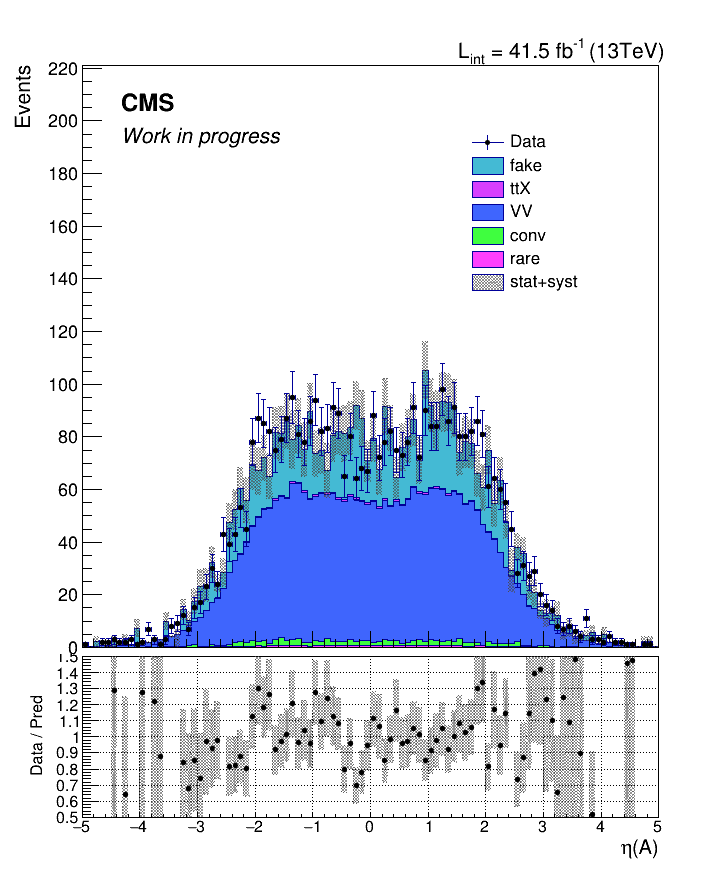 L_int = 41.5 fb^-1 (13TeV)
Events
220
200
180
160
140
120
100
80
60
40
20
0
CMS
Work in progress
Data
fake
ttX
VV
conv
rare
stat+syst
Data / Pred
1.5
1.4
1.3
1.2
1.1
1
0.9
0.8
0.7
0.6
0.5
−5 −4 −3 −2 −1 0 1 2 3 4 5
η(A)